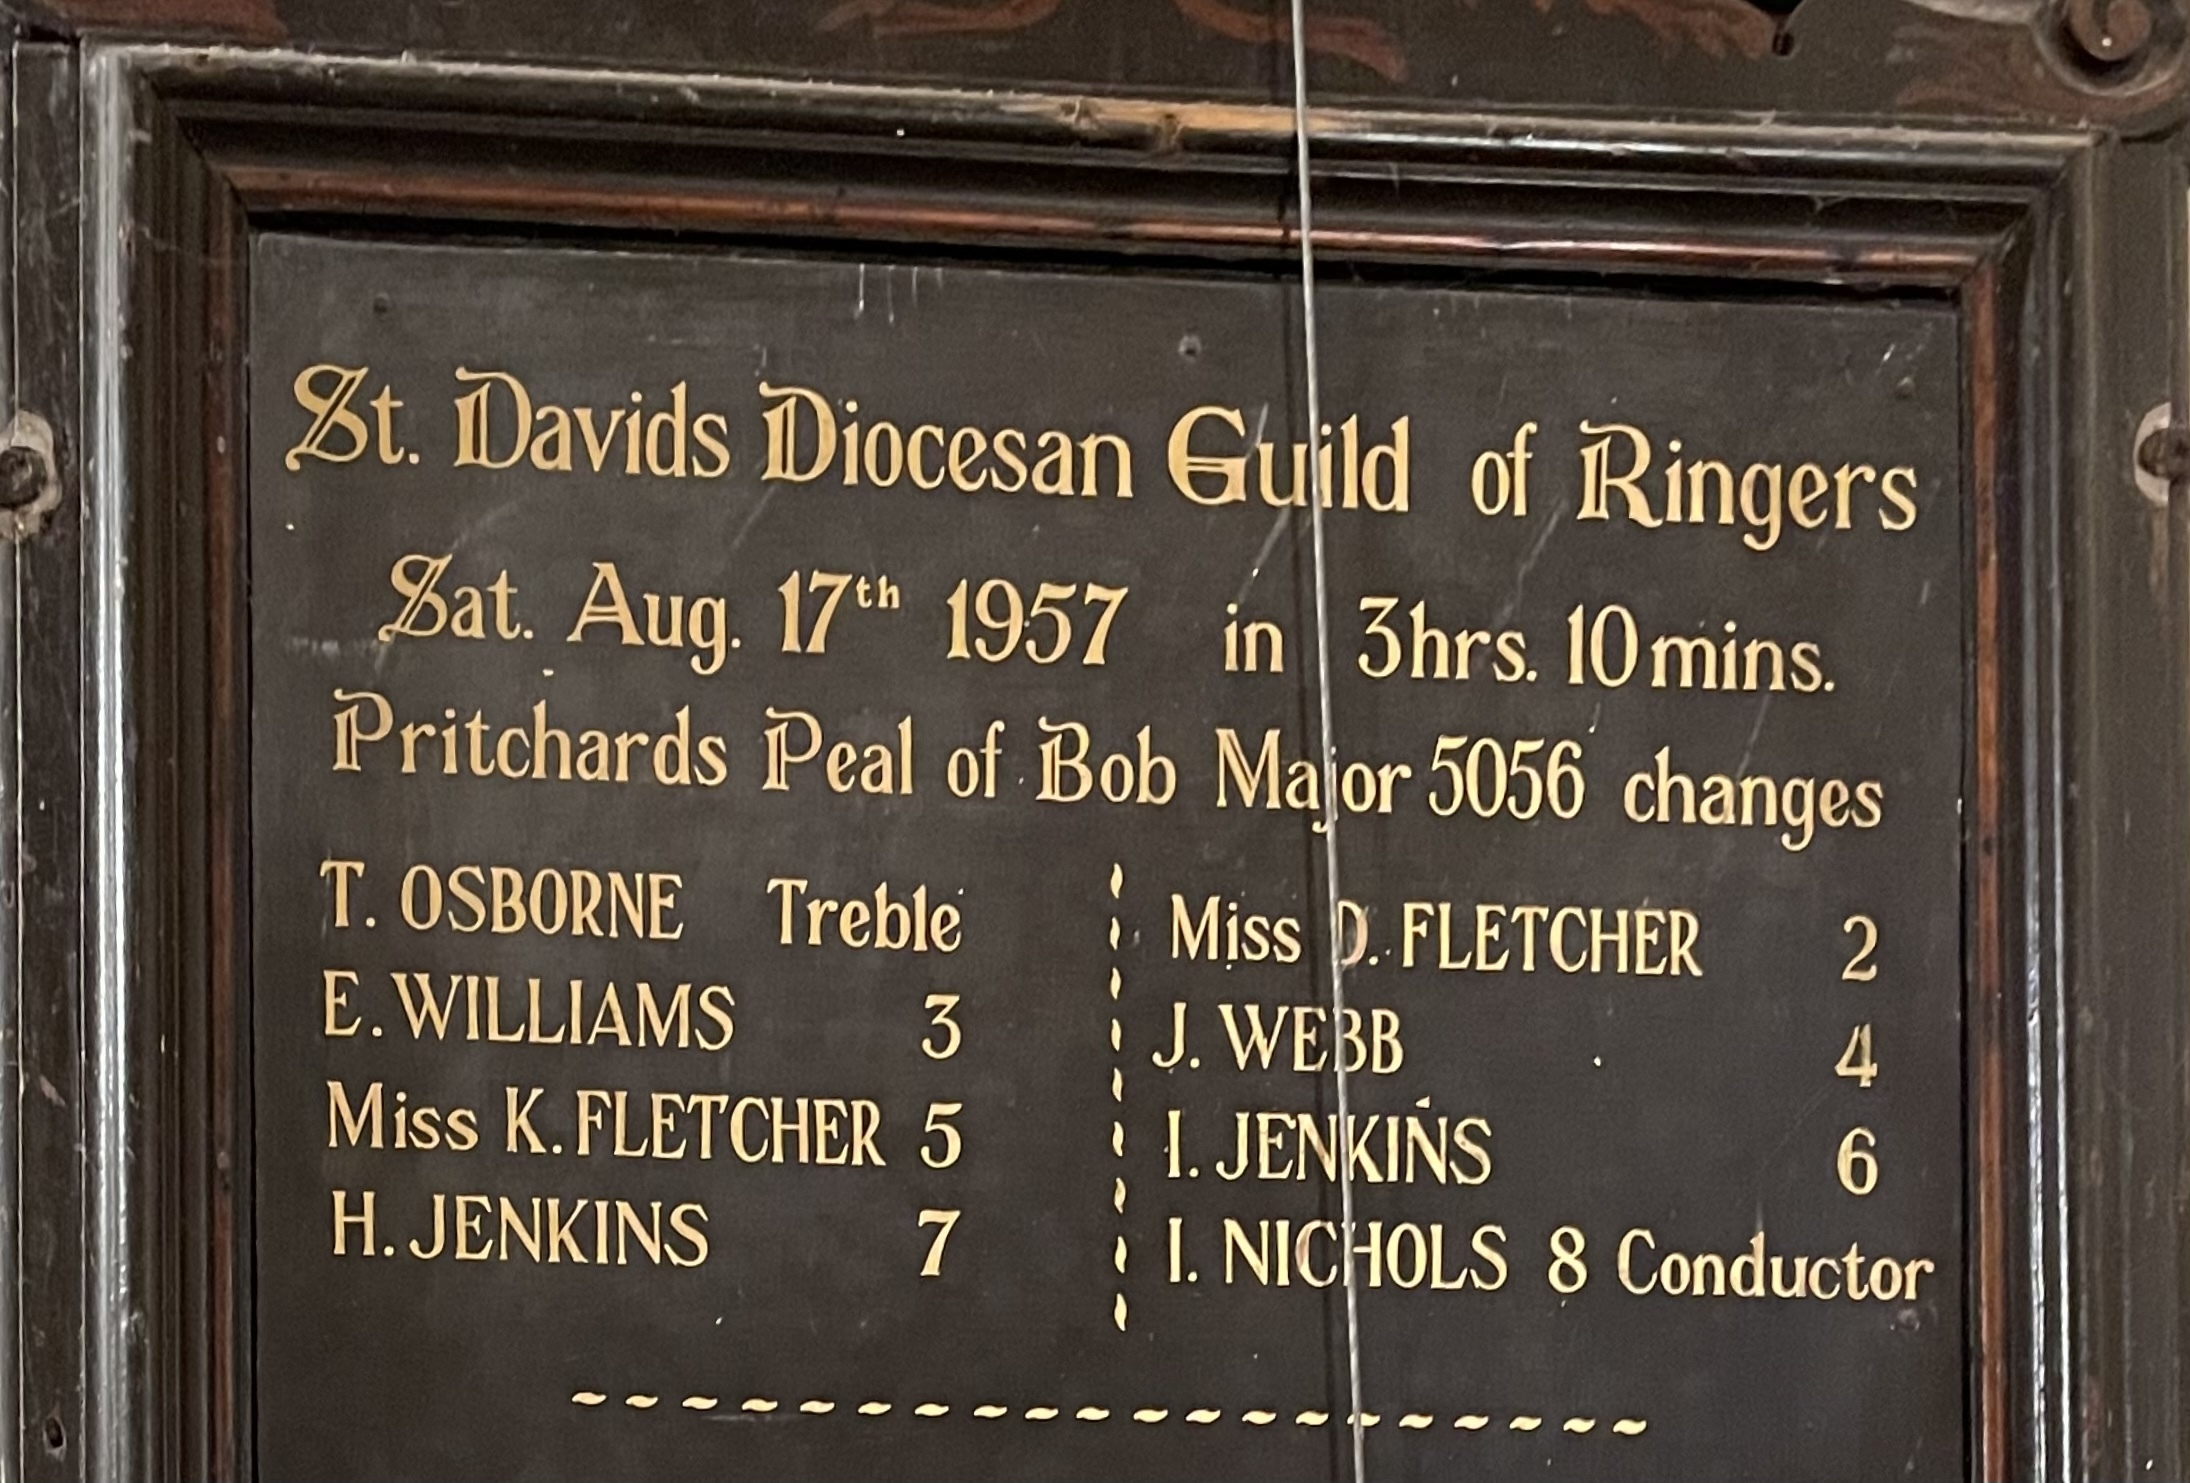 St. Davids Diocesan Guild of Ringers
Sat. Aug. 17th 1957 in 3hrs. 10mins.
Pritchards Peal of Bob Major 5056 changes
T. OSBORNE Treble Miss D. FLETCHER 2
E. WILLIAMS 3 J. WEBB 4
Miss K. FLETCHER 5 I. JENKINS 6
H. JENKINS 7 I. NICHOLS 8 Conductor